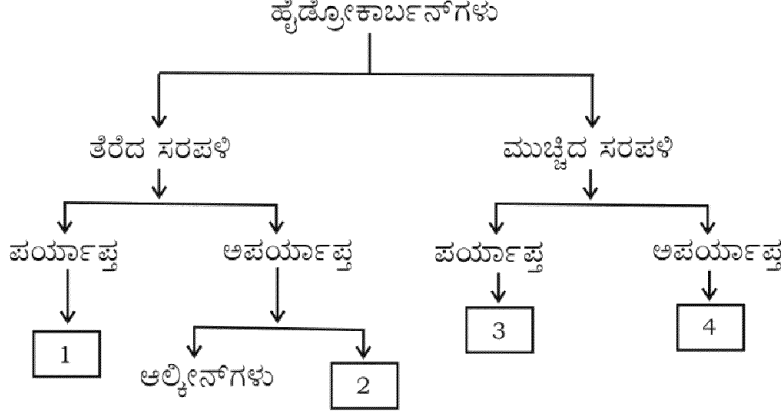 ಹೈಡ್ರೋಕಾರ್ಬನ್‌ಗಳು
ತೆರೆದ ಸರಪಳಿ
ಮುಚ್ಚಿದ ಸರಪಳಿ
ಪರ್ಯಾಪ್ತ
ಅಪರ್ಯಾಪ್ತ
ಪರ್ಯಾಪ್ತ
ಅಪರ್ಯಾಪ್ತ
1
ಆಲ್ಕೀನ್‌ಗಳು
2
3
4